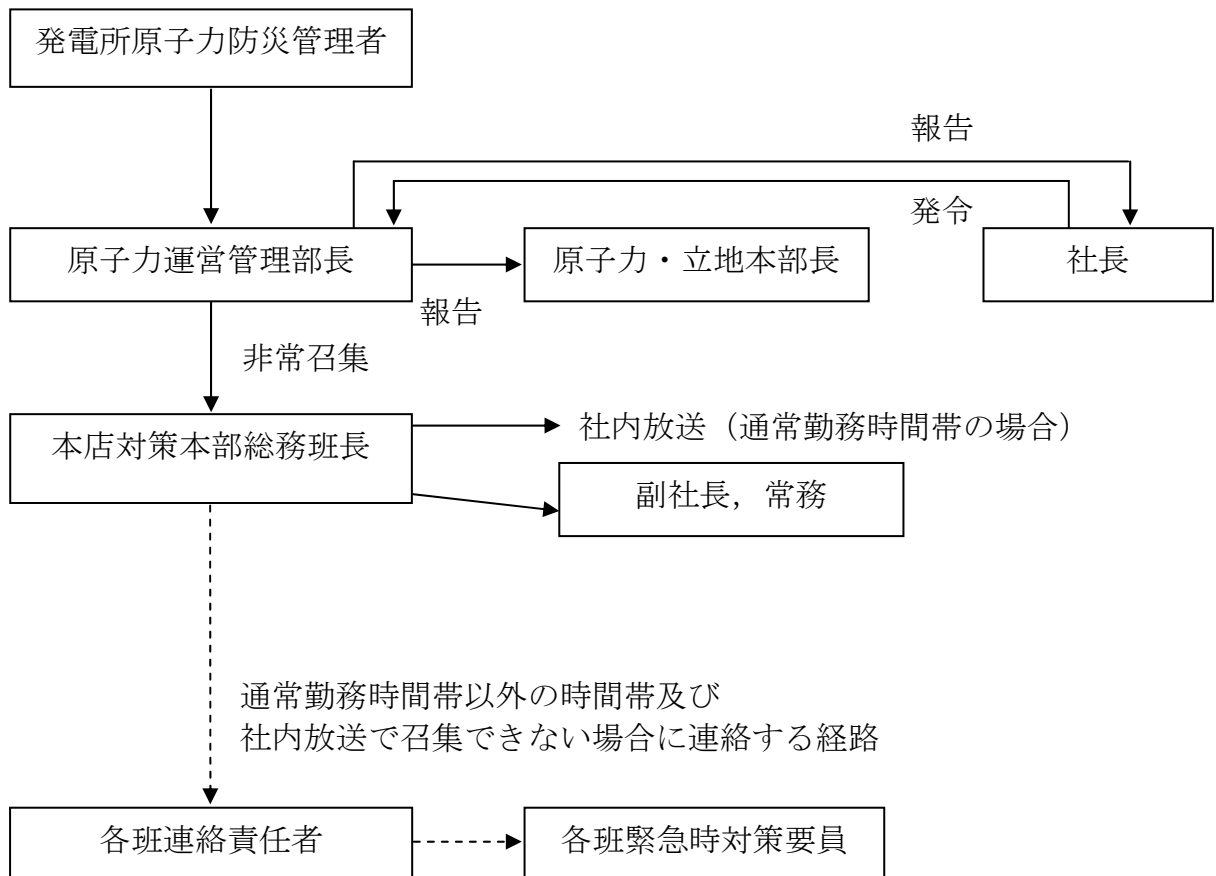 発電所原子力防災管理者
報告
発令
原子力運営管理部長
原子力・立地本部長
社長
報告
非常召集
本店対策本部総務班長
社内放送（通常勤務時間帯の場合）
副社長，常務
通常勤務時間帯以外の時間帯及び
社内放送で召集できない場合に連絡する経路
各班連絡責任者
各班緊急時対策要員